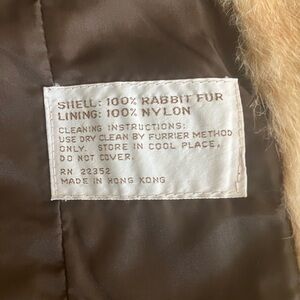 SHELL: 100% RABBIT FUR
LINING: 100% NYLON
CLEANING INSTRUCTIONS:
USE DRY CLEAN BY FURRIER METHOD
ONLY. STORE IN COOL PLACE,
DO NOT COVER.
RN 22352
MADE IN HONG KONG